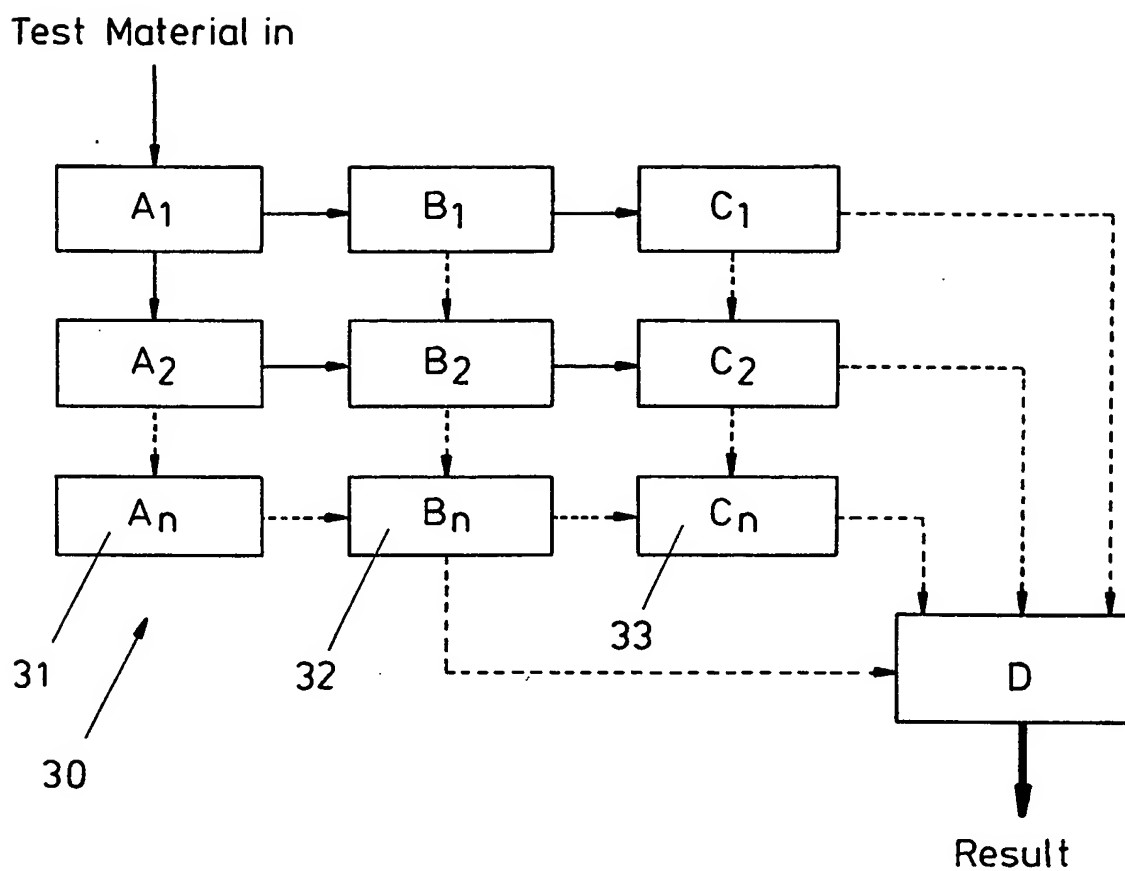 Test Material in
A1
B1
C1
A2
B2
C2
An
Bn
Cn
31
32
33
D
30
Result